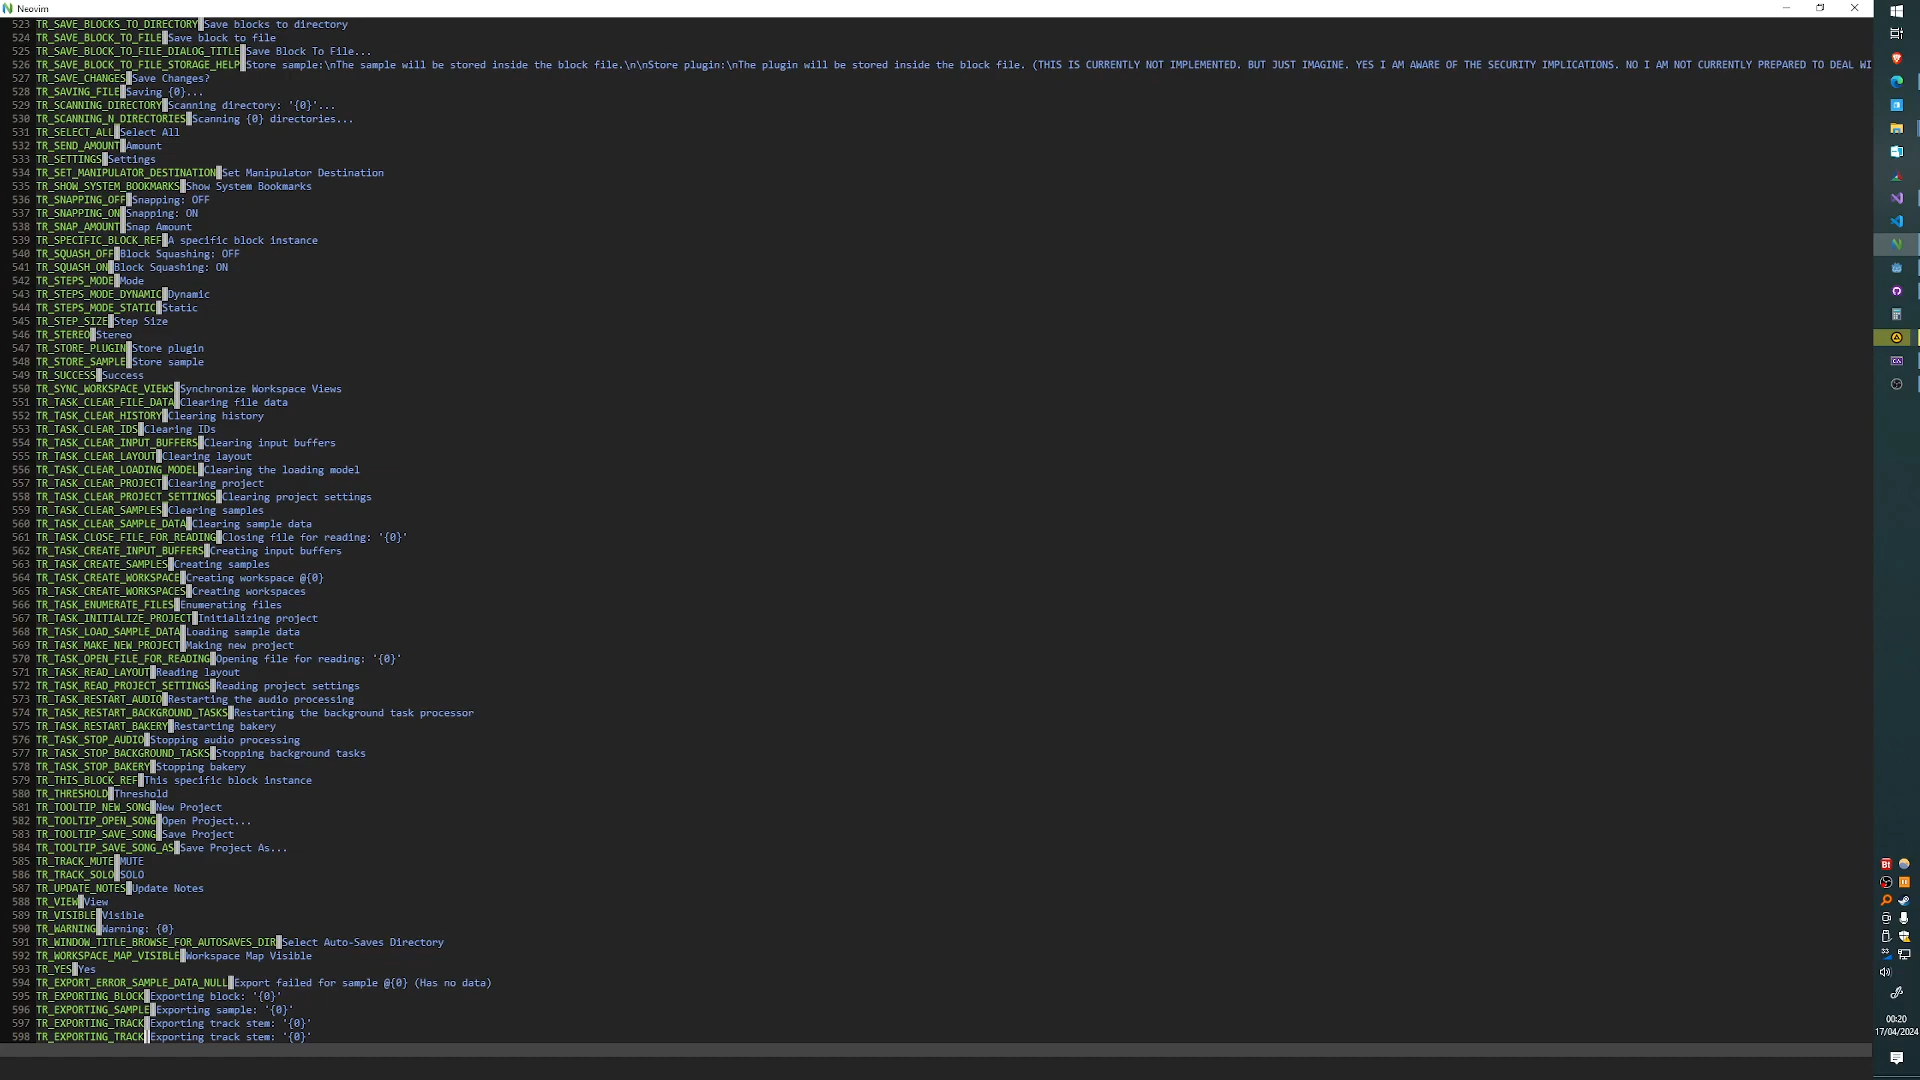 Neovim
523 TR_SAVE_BLOCKS_TO_DIRECTORY Save blocks to directory
524 TR_SAVE_BLOCK_TO_FILE Save block to file
525 TR_SAVE_BLOCK_TO_FILE_DIALOG_TITLE Save Block To File...
526 TR_SAVE_BLOCK_TO_FILE_STORAGE_HELP Store sample:\nThe sample will be stored inside the block file.\n\nStore plugin:\nThe plugin will be stored inside the block file. (THIS IS CURRENTLY NOT IMPLEMENTED. BUT JUST IMAGINE. YES I AM AWARE OF THE SECURITY IMPLICATIONS. NO I AM NOT CURRENTLY PREPARED TO DEAL WI
527 TR_SAVE_CHANGES Save Changes?
528 TR_SAVING_FILE Saving {0}...
529 TR_SCANNING_DIRECTORY Scanning directory: '{0}'...
530 TR_SCANNING_N_DIRECTORIES Scanning {0} directories...
531 TR_SELECT_ALL Select All
532 TR_SEND_AMOUNT Amount
533 TR_SETTINGS Settings
534 TR_SET_MANIPULATOR_DESTINATION Set Manipulator Destination
535 TR_SHOW_SYSTEM_BOOKMARKS Show System Bookmarks
536 TR_SNAPPING_OFF Snapping: OFF
537 TR_SNAPPING_ON Snapping: ON
538 TR_SNAP_AMOUNT Snap Amount
539 TR_SPECIFIC_BLOCK_REF A specific block instance
540 TR_SQUASH_OFF Block Squashing: OFF
541 TR_SQUASH_ON Block Squashing: ON
542 TR_STEPS_MODE Mode
543 TR_STEPS_MODE_DYNAMIC Dynamic
544 TR_STEPS_MODE_STATIC Static
545 TR_STEP_SIZE Step Size
546 TR_STEREO Stereo
547 TR_STORE_PLUGIN Store plugin
548 TR_STORE_SAMPLE Store sample
549 TR_SUCCESS Success
550 TR_SYNC_WORKSPACE_VIEWS Synchronize Workspace Views
551 TR_TASK_CLEAR_FILE_DATA Clearing file data
552 TR_TASK_CLEAR_HISTORY Clearing history
553 TR_TASK_CLEAR_IDS Clearing IDs
554 TR_TASK_CLEAR_INPUT_BUFFERS Clearing input buffers
555 TR_TASK_CLEAR_LAYOUT Clearing layout
556 TR_TASK_CLEAR_LOADING_MODEL Clearing the loading model
557 TR_TASK_CLEAR_PROJECT Clearing project
558 TR_TASK_CLEAR_PROJECT_SETTINGS Clearing project settings
559 TR_TASK_CLEAR_SAMPLES Clearing samples
560 TR_TASK_CLEAR_SAMPLE_DATA Clearing sample data
561 TR_TASK_CLOSE_FILE_FOR_READING Closing file for reading: '{0}'
562 TR_TASK_CREATE_INPUT_BUFFERS Creating input buffers
563 TR_TASK_CREATE_SAMPLES Creating samples
564 TR_TASK_CREATE_WORKSPACE Creating workspace @{0}
565 TR_TASK_CREATE_WORKSPACES Creating workspaces
566 TR_TASK_ENUMERATE_FILES Enumerating files
567 TR_TASK_INITIALIZE_PROJECT Initializing project
568 TR_TASK_LOAD_SAMPLE_DATA Loading sample data
569 TR_TASK_MAKE_NEW_PROJECT Making new project
570 TR_TASK_OPEN_FILE_FOR_READING Opening file for reading: '{0}'
571 TR_TASK_READ_LAYOUT Reading layout
572 TR_TASK_READ_PROJECT_SETTINGS Reading project settings
573 TR_TASK_RESTART_AUDIO Restarting the audio processing
574 TR_TASK_RESTART_BACKGROUND_TASKS Restarting the background task processor
575 TR_TASK_RESTART_BAKERY Restarting bakery
576 TR_TASK_STOP_AUDIO Stopping audio processing
577 TR_TASK_STOP_BACKGROUND_TASKS Stopping background tasks
578 TR_TASK_STOP_BAKERY Stopping bakery
579 TR_THIS_BLOCK_REF This specific block instance
580 TR_THRESHOLD Threshold
581 TR_TOOLTIP_NEW_SONG New Project
582 TR_TOOLTIP_OPEN_SONG Open Project...
583 TR_TOOLTIP_SAVE_SONG Save Project
584 TR_TOOLTIP_SAVE_SONG_AS Save Project As...
585 TR_TRACK_MUTE MUTE
586 TR_TRACK_SOLO SOLO
587 TR_UPDATE_NOTES Update Notes
588 TR_VIEW View
589 TR_VISIBLE Visible
590 TR_WARNING Warning: {0}
591 TR_WINDOW_TITLE_BROWSE_FOR_AUTOSAVES_DIR Select Auto-Saves Directory
592 TR_WORKSPACE_MAP_VISIBLE Workspace Map Visible
593 TR_YES Yes
594 TR_EXPORT_ERROR_SAMPLE_DATA_NULL Export failed for sample @{0} (Has no data)
595 TR_EXPORTING_BLOCK Exporting block: '{0}'
596 TR_EXPORTING_SAMPLE Exporting sample: '{0}'
597 TR_EXPORTING_TRACK Exporting track stem: '{0}'
598 TR_EXPORTING_TRACK Exporting track stem: '{0}'
00:20
17/04/2024